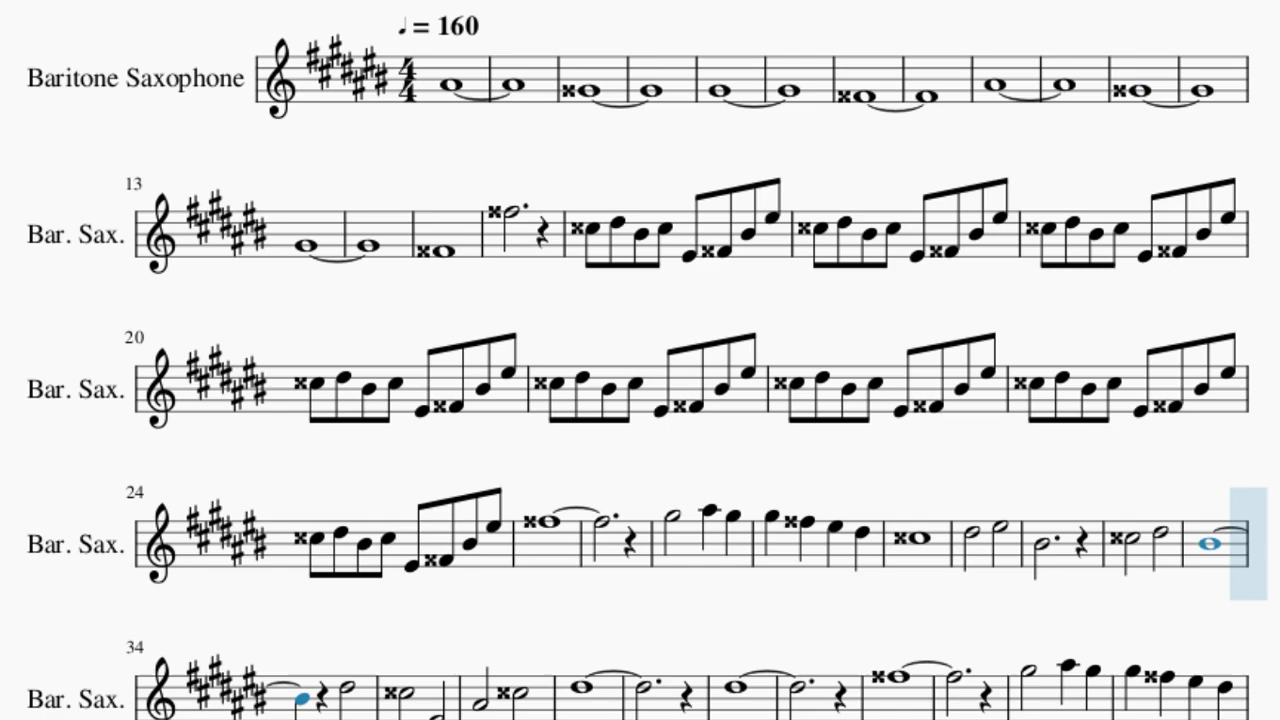 ♩ = 160
Baritone Saxophone
4
4
13
Bar. Sax.
20
Bar. Sax.
24
Bar. Sax.
34
Bar. Sax.